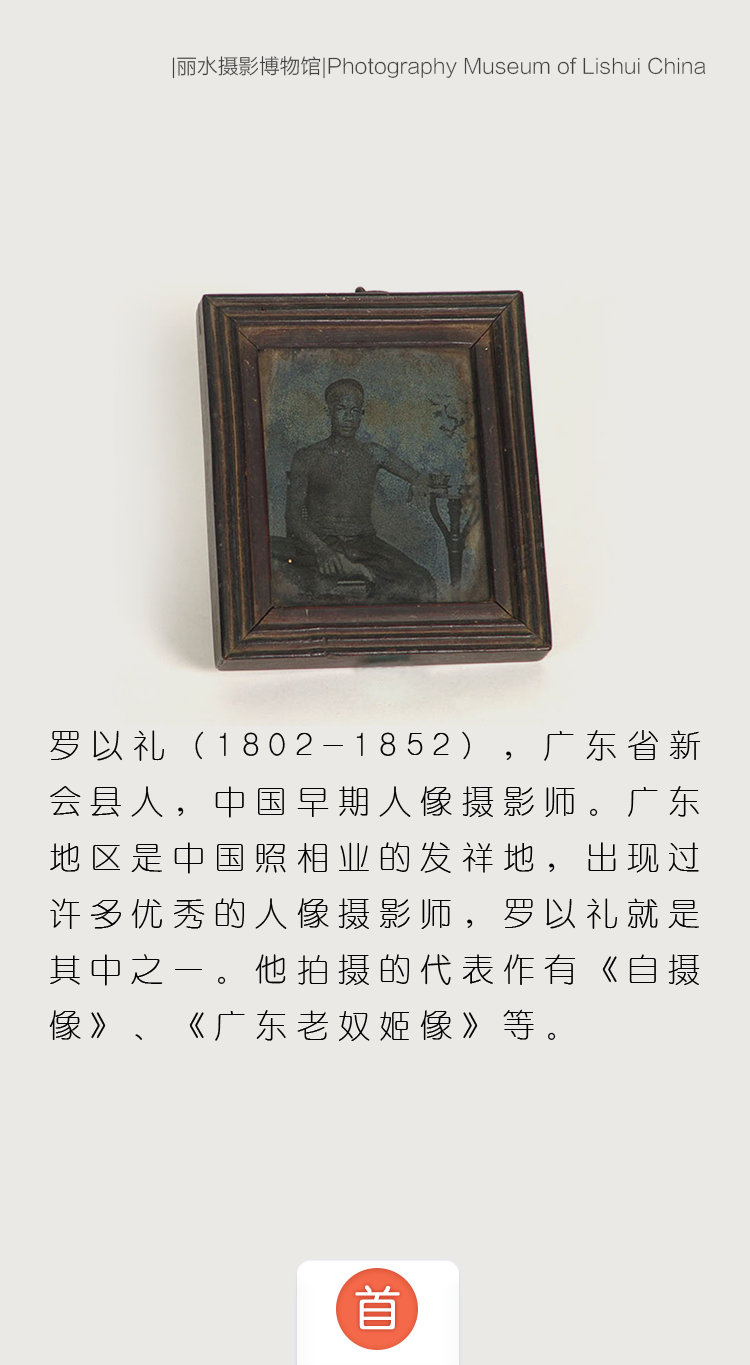 |丽水摄影博物馆|Photography Museum of Lishui China
罗以礼（1802-1852），广东省新
会县人，中国早期人像摄影师。广东
地区是中国照相业的发祥地，出现过
许多优秀的人像摄影师，罗以礼就是
其中之一。他拍摄的代表作有《自摄
像》、《广东老奴姬像》等。
首